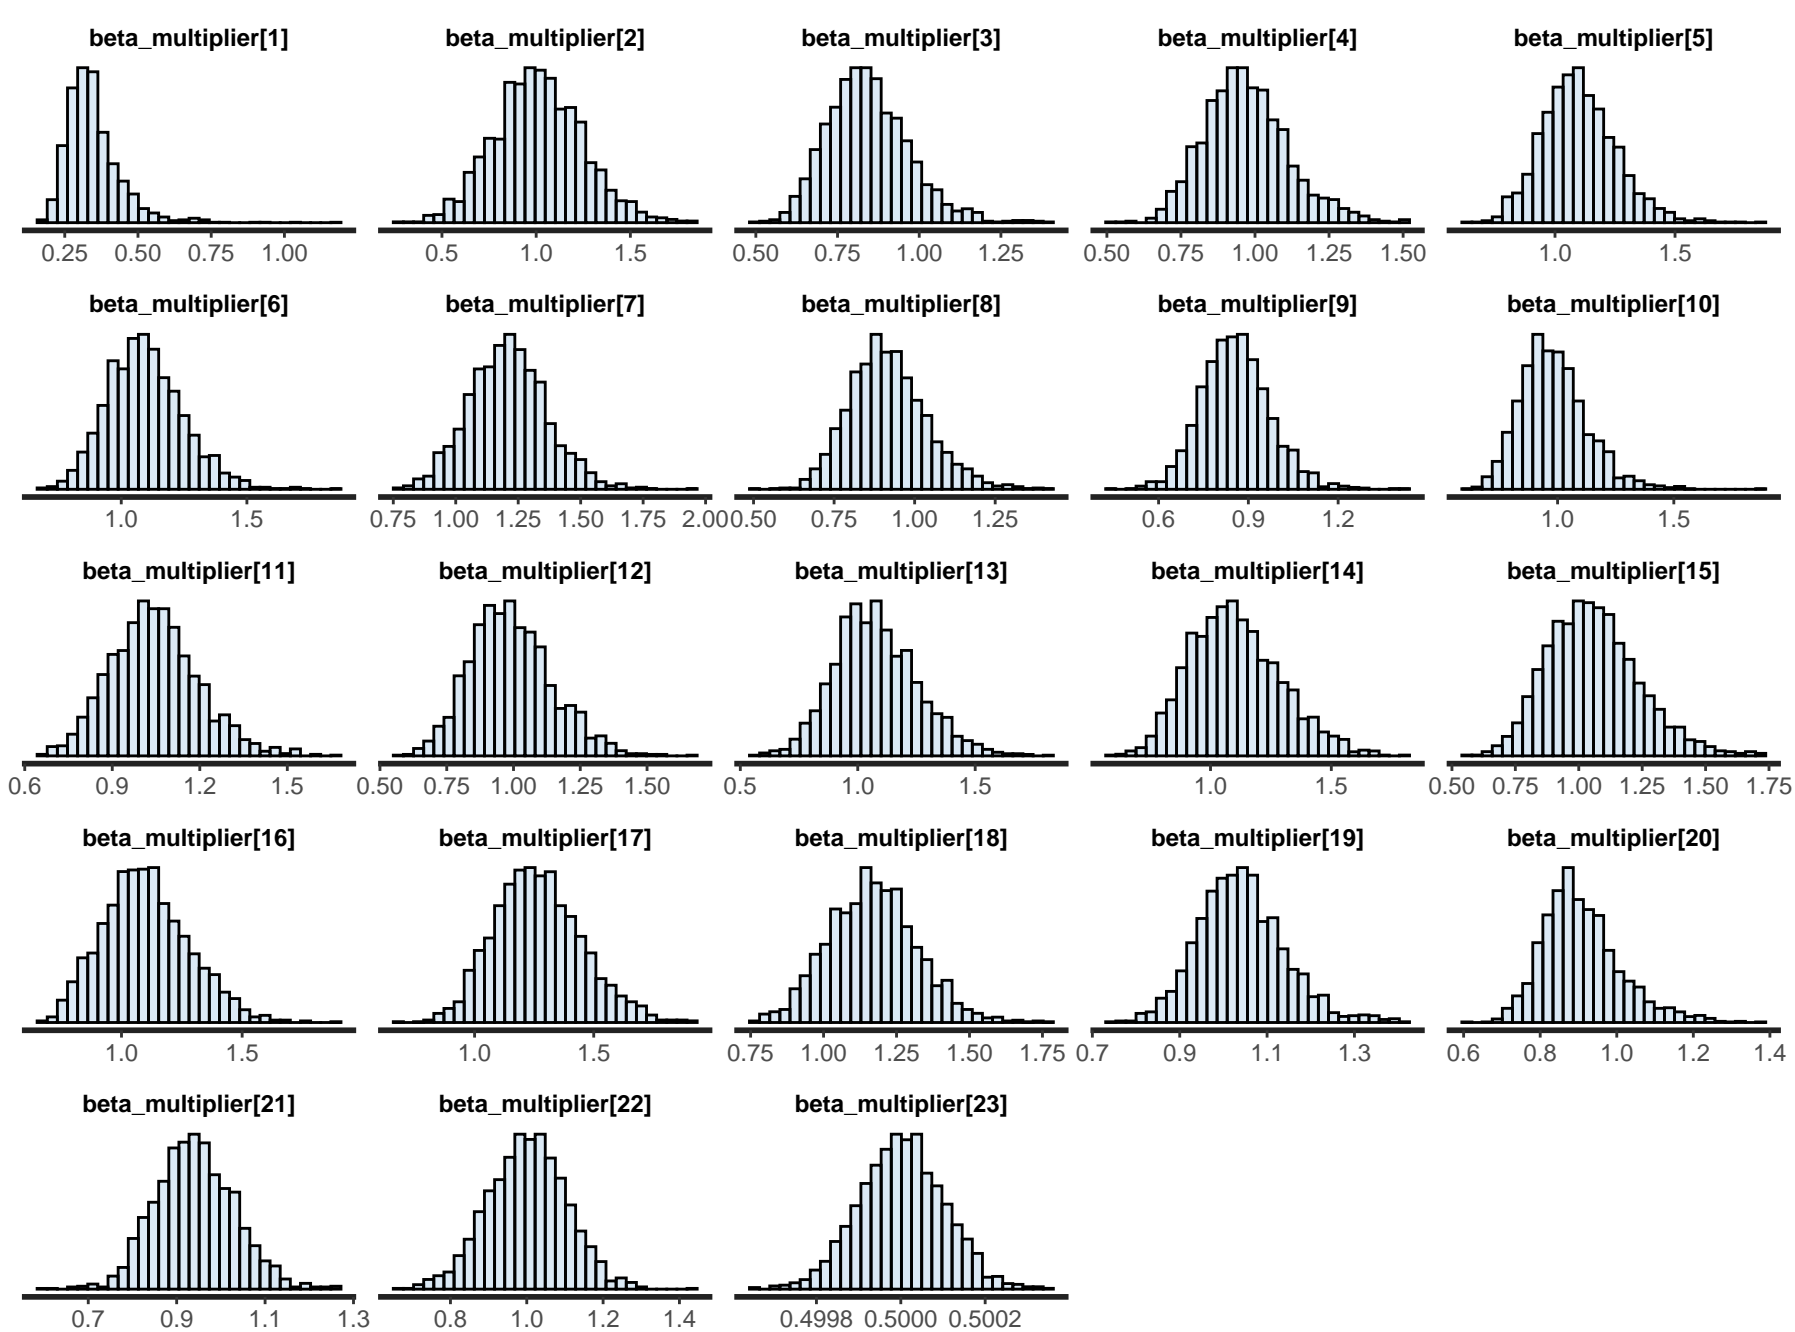 beta_multiplier[1] beta_multiplier[2] beta_multiplier[3] beta_multiplier[4] beta_multiplier[5]
0.25 0.50 0.75 1.00 0.5 1.0 1.5 0.50 0.75 1.00 1.25 0.50 0.75 1.00 1.25 1.50 1.0 1.5
beta_multiplier[6] beta_multiplier[7] beta_multiplier[8] beta_multiplier[9] beta_multiplier[10]
1.0 1.5 0.75 1.00 1.25 1.50 1.75 2.00 0.50 0.75 1.00 1.25 0.6 0.9 1.2 1.0 1.5
beta_multiplier[11] beta_multiplier[12] beta_multiplier[13] beta_multiplier[14] beta_multiplier[15]
0.6 0.9 1.2 1.5 0.50 0.75 1.00 1.25 1.50 0.5 1.0 1.5 1.0 1.5 0.50 0.75 1.00 1.25 1.50 1.75
beta_multiplier[16] beta_multiplier[17] beta_multiplier[18] beta_multiplier[19] beta_multiplier[20]
1.0 1.5 1.0 1.5 0.75 1.00 1.25 1.50 1.75 0.7 0.9 1.1 1.3 0.6 0.8 1.0 1.2 1.4
beta_multiplier[21] beta_multiplier[22] beta_multiplier[23]
0.7 0.9 1.1 1.3 0.8 1.0 1.2 1.4 0.4998 0.5000 0.5002